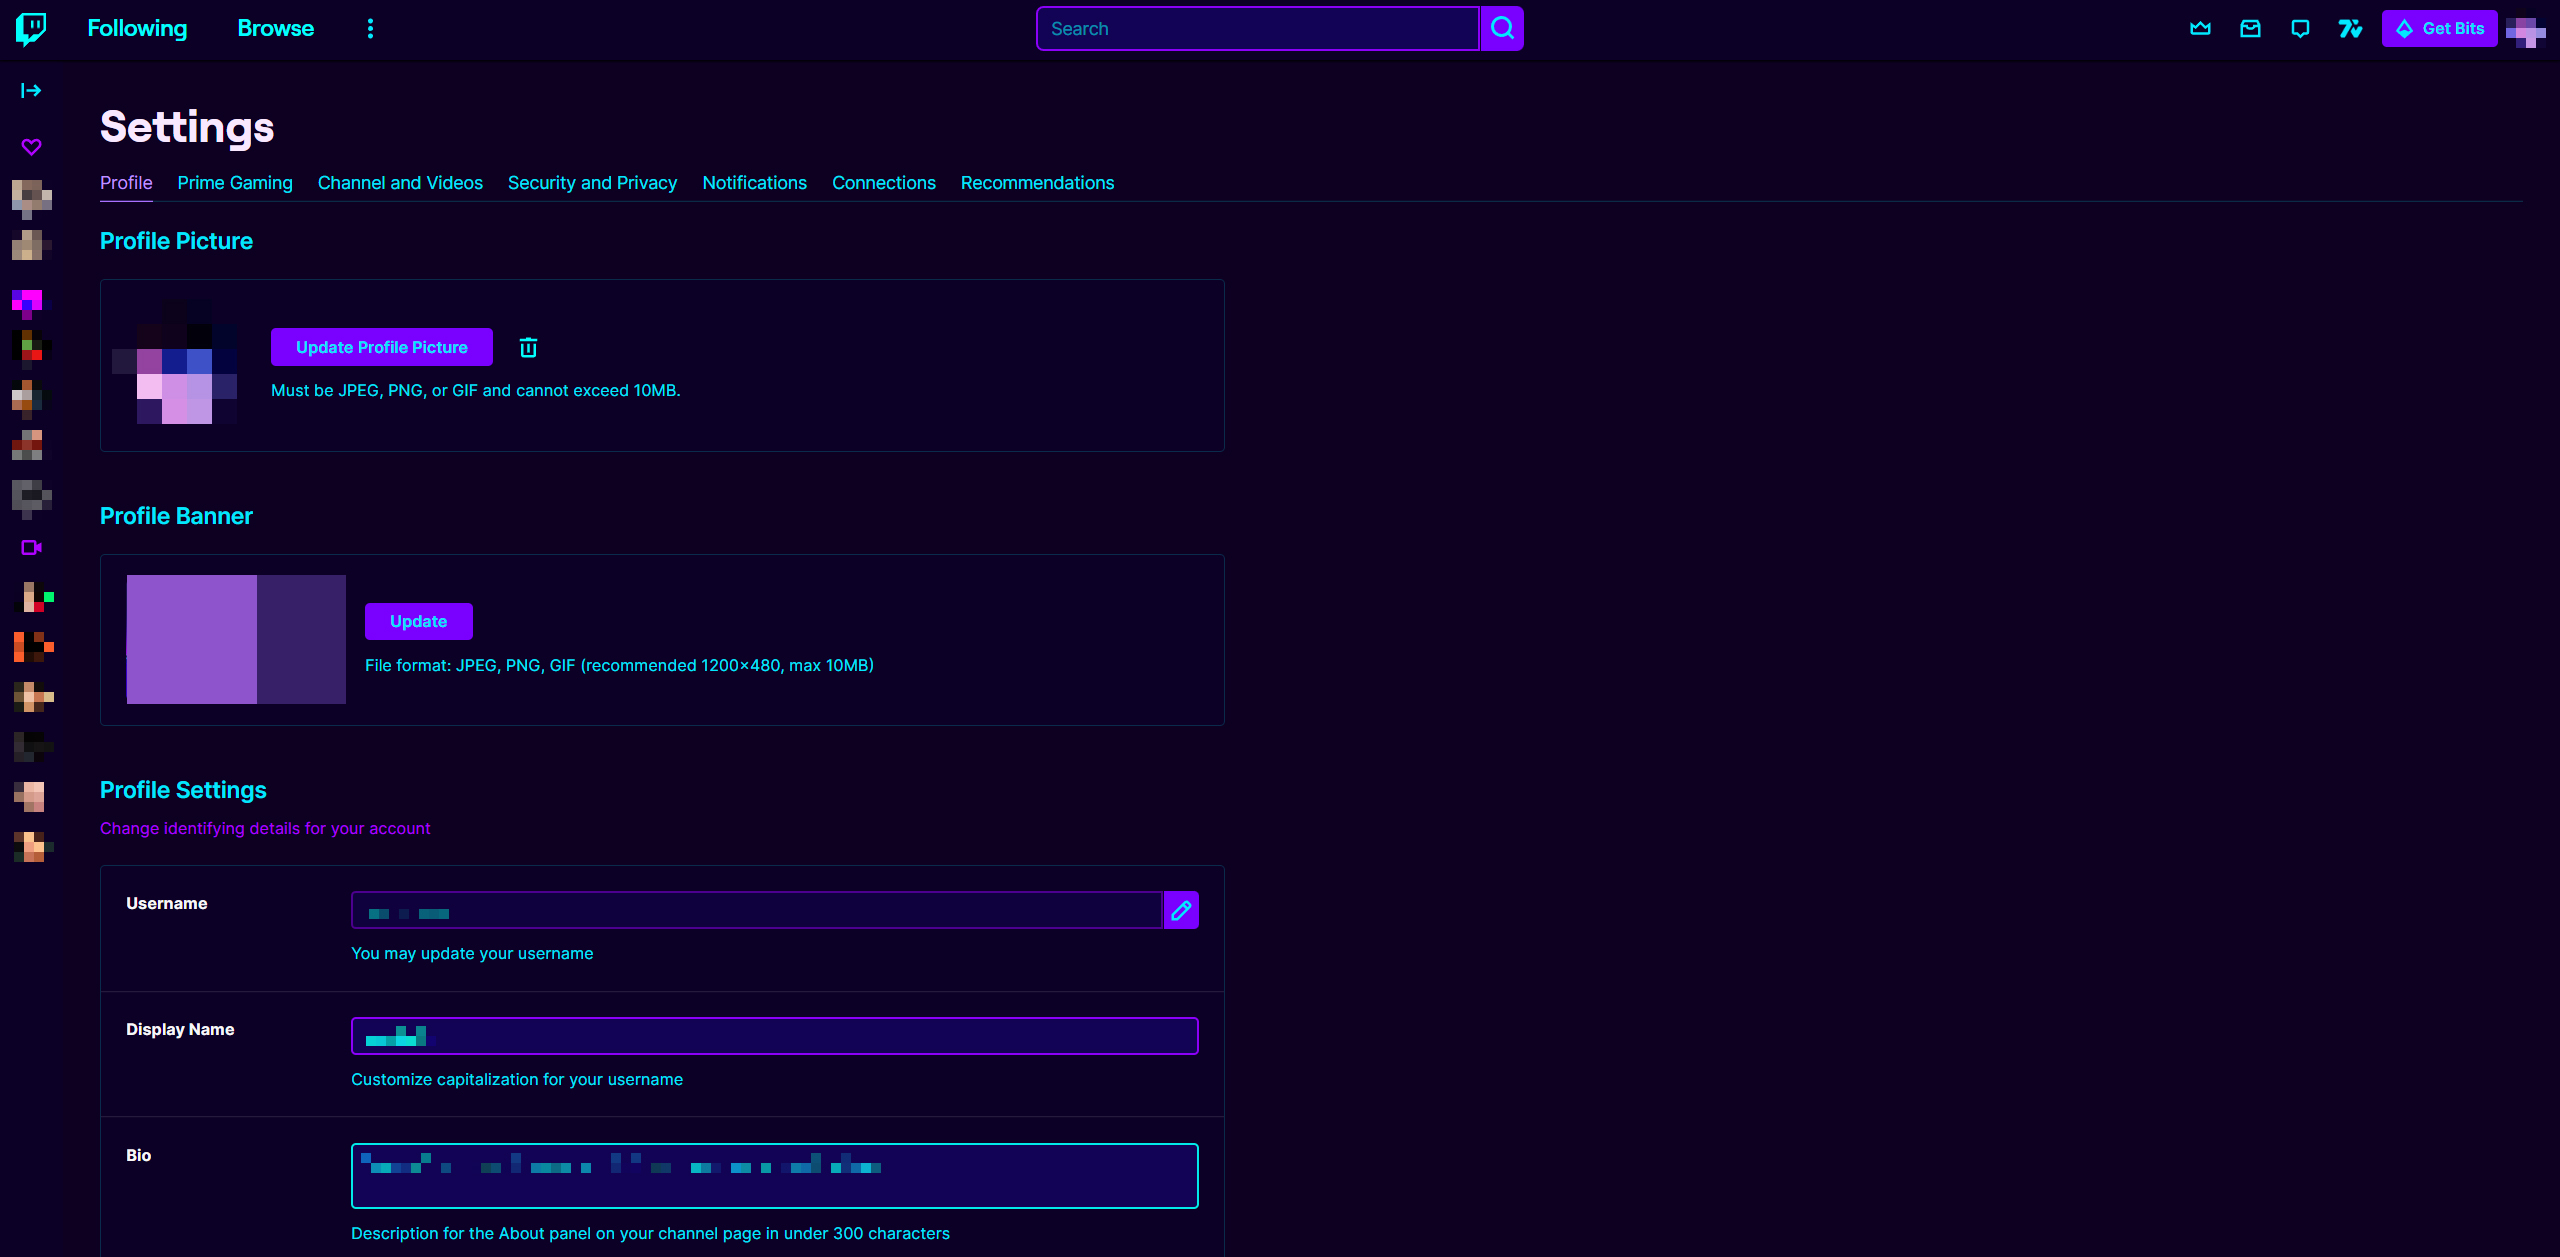 Following Browse Search Get Bits
Settings
Profile Prime Gaming Channel and Videos Security and Privacy Notifications Connections Recommendations
Profile Picture
Update Profile Picture
Must be JPEG, PNG, or GIF and cannot exceed 10MB.
Profile Banner
Update
File format: JPEG, PNG, GIF (recommended 1200×480, max 10MB)
Profile Settings
Change identifying details for your account
Username
You may update your username
Display Name
Customize capitalization for your username
Bio
Description for the About panel on your channel page in under 300 characters